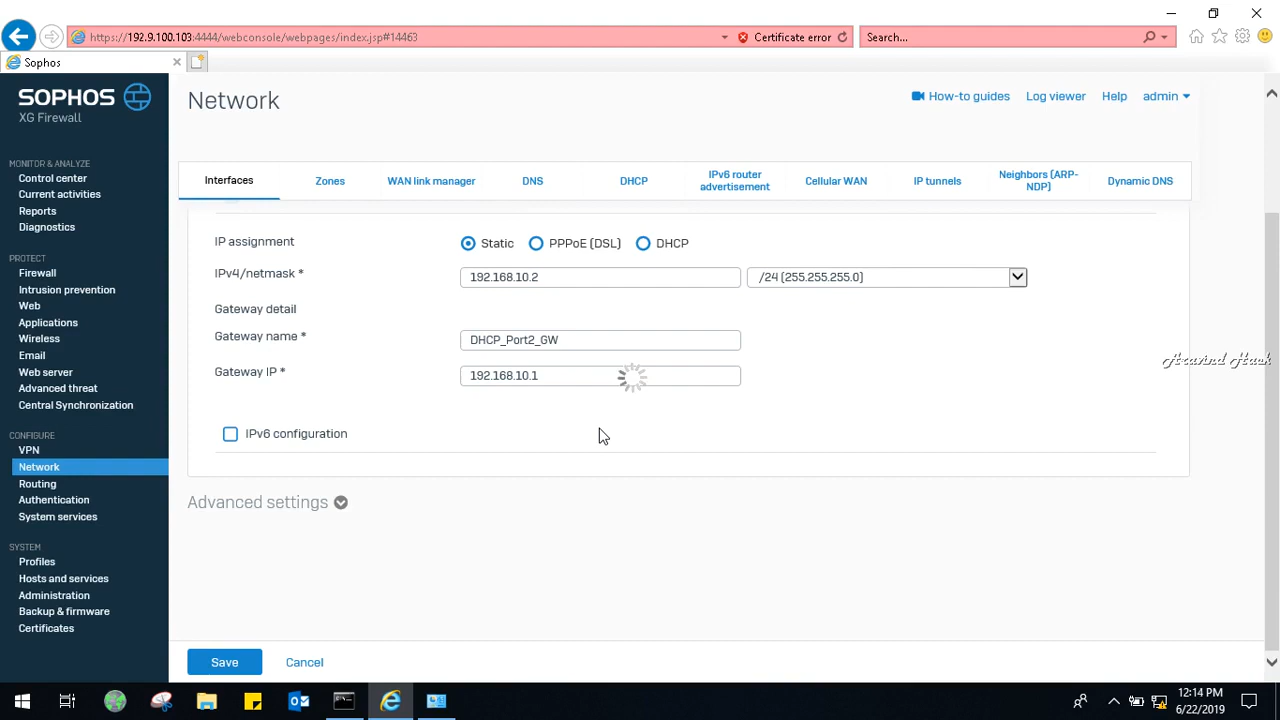 https://192.9.100.103:4444/webconsole/webpages/index.jsp#14463
Certificate error
Search...
Sophos
SOPHOS
XG Firewall
Network
How-to guides
Log viewer
Help
admin
MONITOR & ANALYZE
Control center
Current activities
Reports
Diagnostics
PROTECT
Firewall
Intrusion prevention
Web
Applications
Wireless
Email
Web server
Advanced threat
Central Synchronization
CONFIGURE
VPN
Network
Routing
Authentication
System services
SYSTEM
Profiles
Hosts and services
Administration
Backup & firmware
Certificates
Interfaces
Zones
WAN link manager
DNS
DHCP
IPv6 router
advertisement
Cellular WAN
IP tunnels
Neighbors (ARP-
NDP)
Dynamic DNS
IP assignment
Static
PPPoE (DSL)
DHCP
IPv4/netmask *
192.168.10.2
/24 (255.255.255.0)
Gateway detail
Gateway name *
DHCP_Port2_GW
Gateway IP *
192.168.10.1
IPv6 configuration
Advanced settings
Aravind Hack
Save
Cancel
12:14 PM
6/22/2019